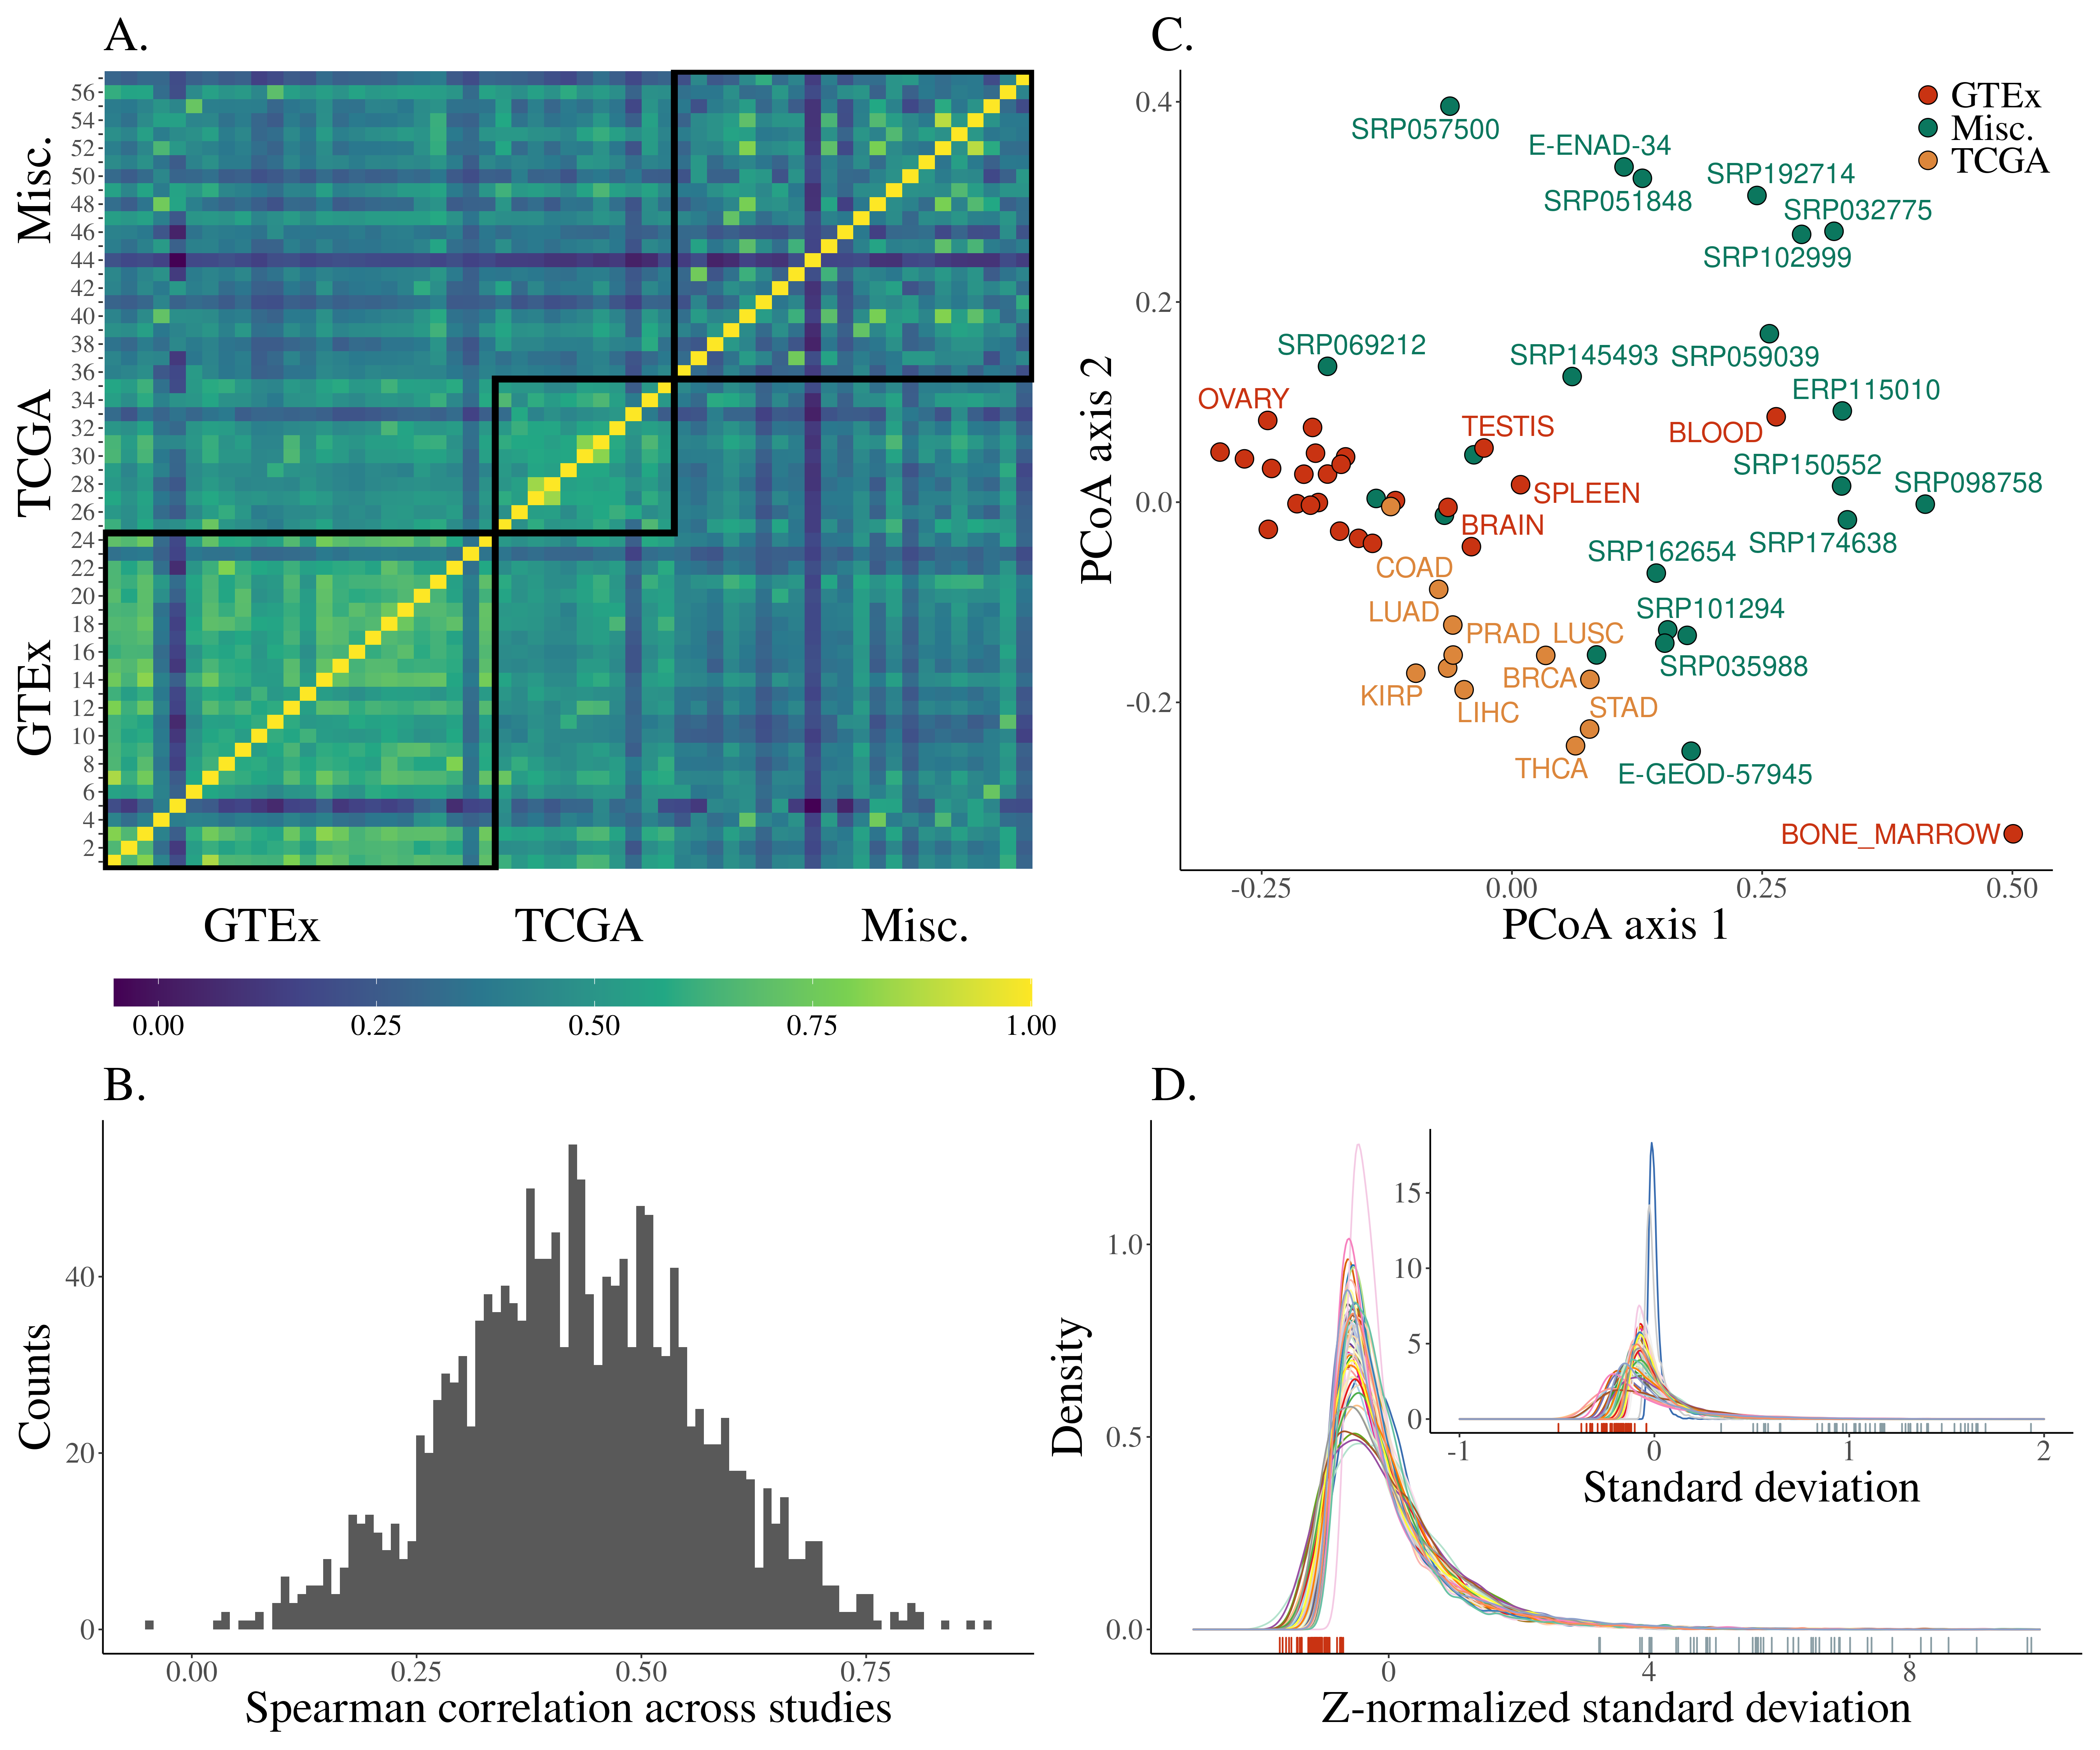 A.
Misc.
TCGA
GTEx
56
54
52
50
48
46
44
42
40
38
36
34
32
30
28
26
24
22
20
18
16
14
12
10
8
6
4
2
GTEx TCGA Misc.
0.00 0.25 0.50 0.75 1.00
B.
Counts
40
20
0
0.00 0.25 0.50 0.75
Spearman correlation across studies
C.
PCoA axis 2
0.4
0.2
0.0
-0.2
GTEx
Misc.
TCGA
SRP057500
E-ENAD-34
SRP051848
SRP192714
SRP032775
SRP102999
SRP069212
SRP145493
SRP059039
ERP115010
OVARY
TESTIS
BLOOD
SRP150552
SRP098758
SPLEEN
BRAIN
SRP174638
SRP162654
COAD
LUAD
SRP101294
PRAD
LUSC
SRP035988
BRCA
KIRP
LIHC
STAD
THCA
E-GEOD-57945
BONE_MARROW
-0.25 0.00 0.25 0.50
PCoA axis 1
D.
Density
1.0
0.5
0.0
15
10
5
0
-1 0 1 2
Standard deviation
0 4 8
Z-normalized standard deviation